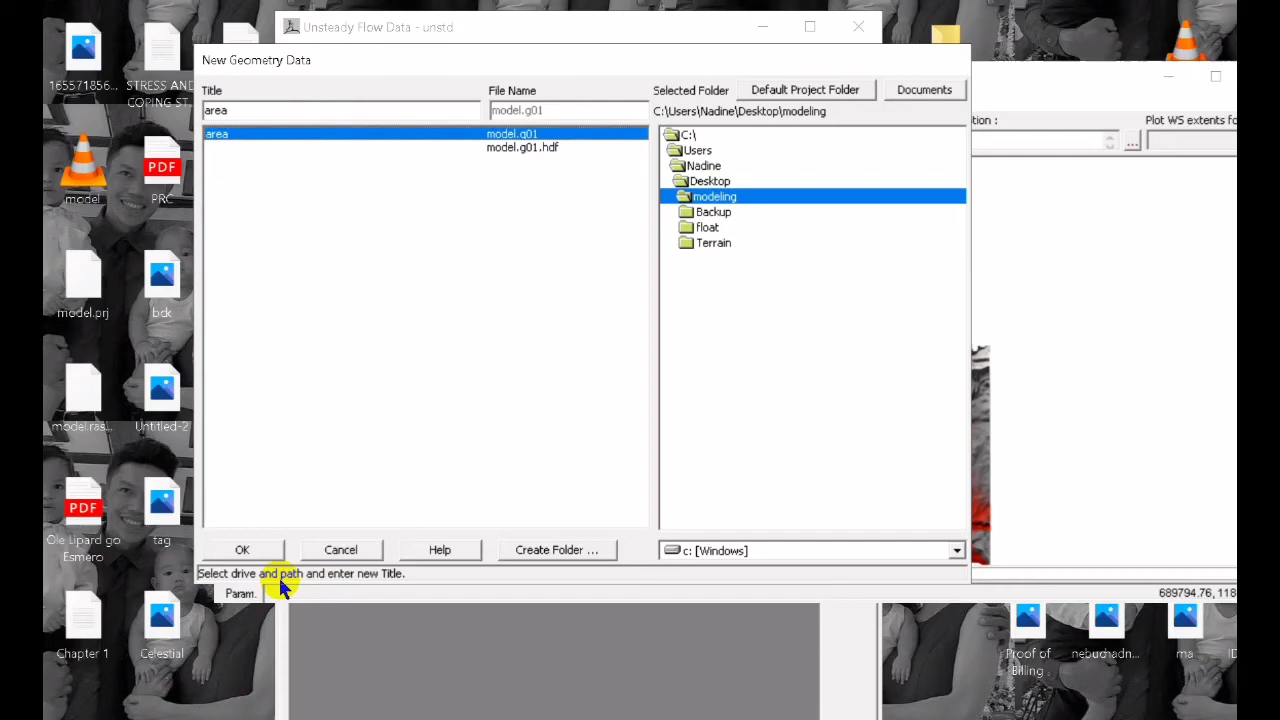 Unsteady Flow Data - unstd
New Geometry Data
Title
File Name
Selected Folder
Default Project Folder
Documents
area
model.g01
C:\Users\Nadine\Desktop\modeling
area
model.g01
model.g01.hdf
C:\
Users
Nadine
Desktop
modeling
Backup
float
Terrain
OK
Cancel
Help
Create Folder ...
c: [Windows]
Select drive and path and enter new Title.
Param.
tion :
Plot WS extents fo
...
689794.76, 118
165571856...
STRESS AND
COPING ST...
model
PDF
PRC
model.prj
bck
model.ras...
Untitled-2
PDF
Ole Lipard go
Esmero
tag
Chapter 1
Celestial
Proof of
Billing
nebuchadn...
ma
ID